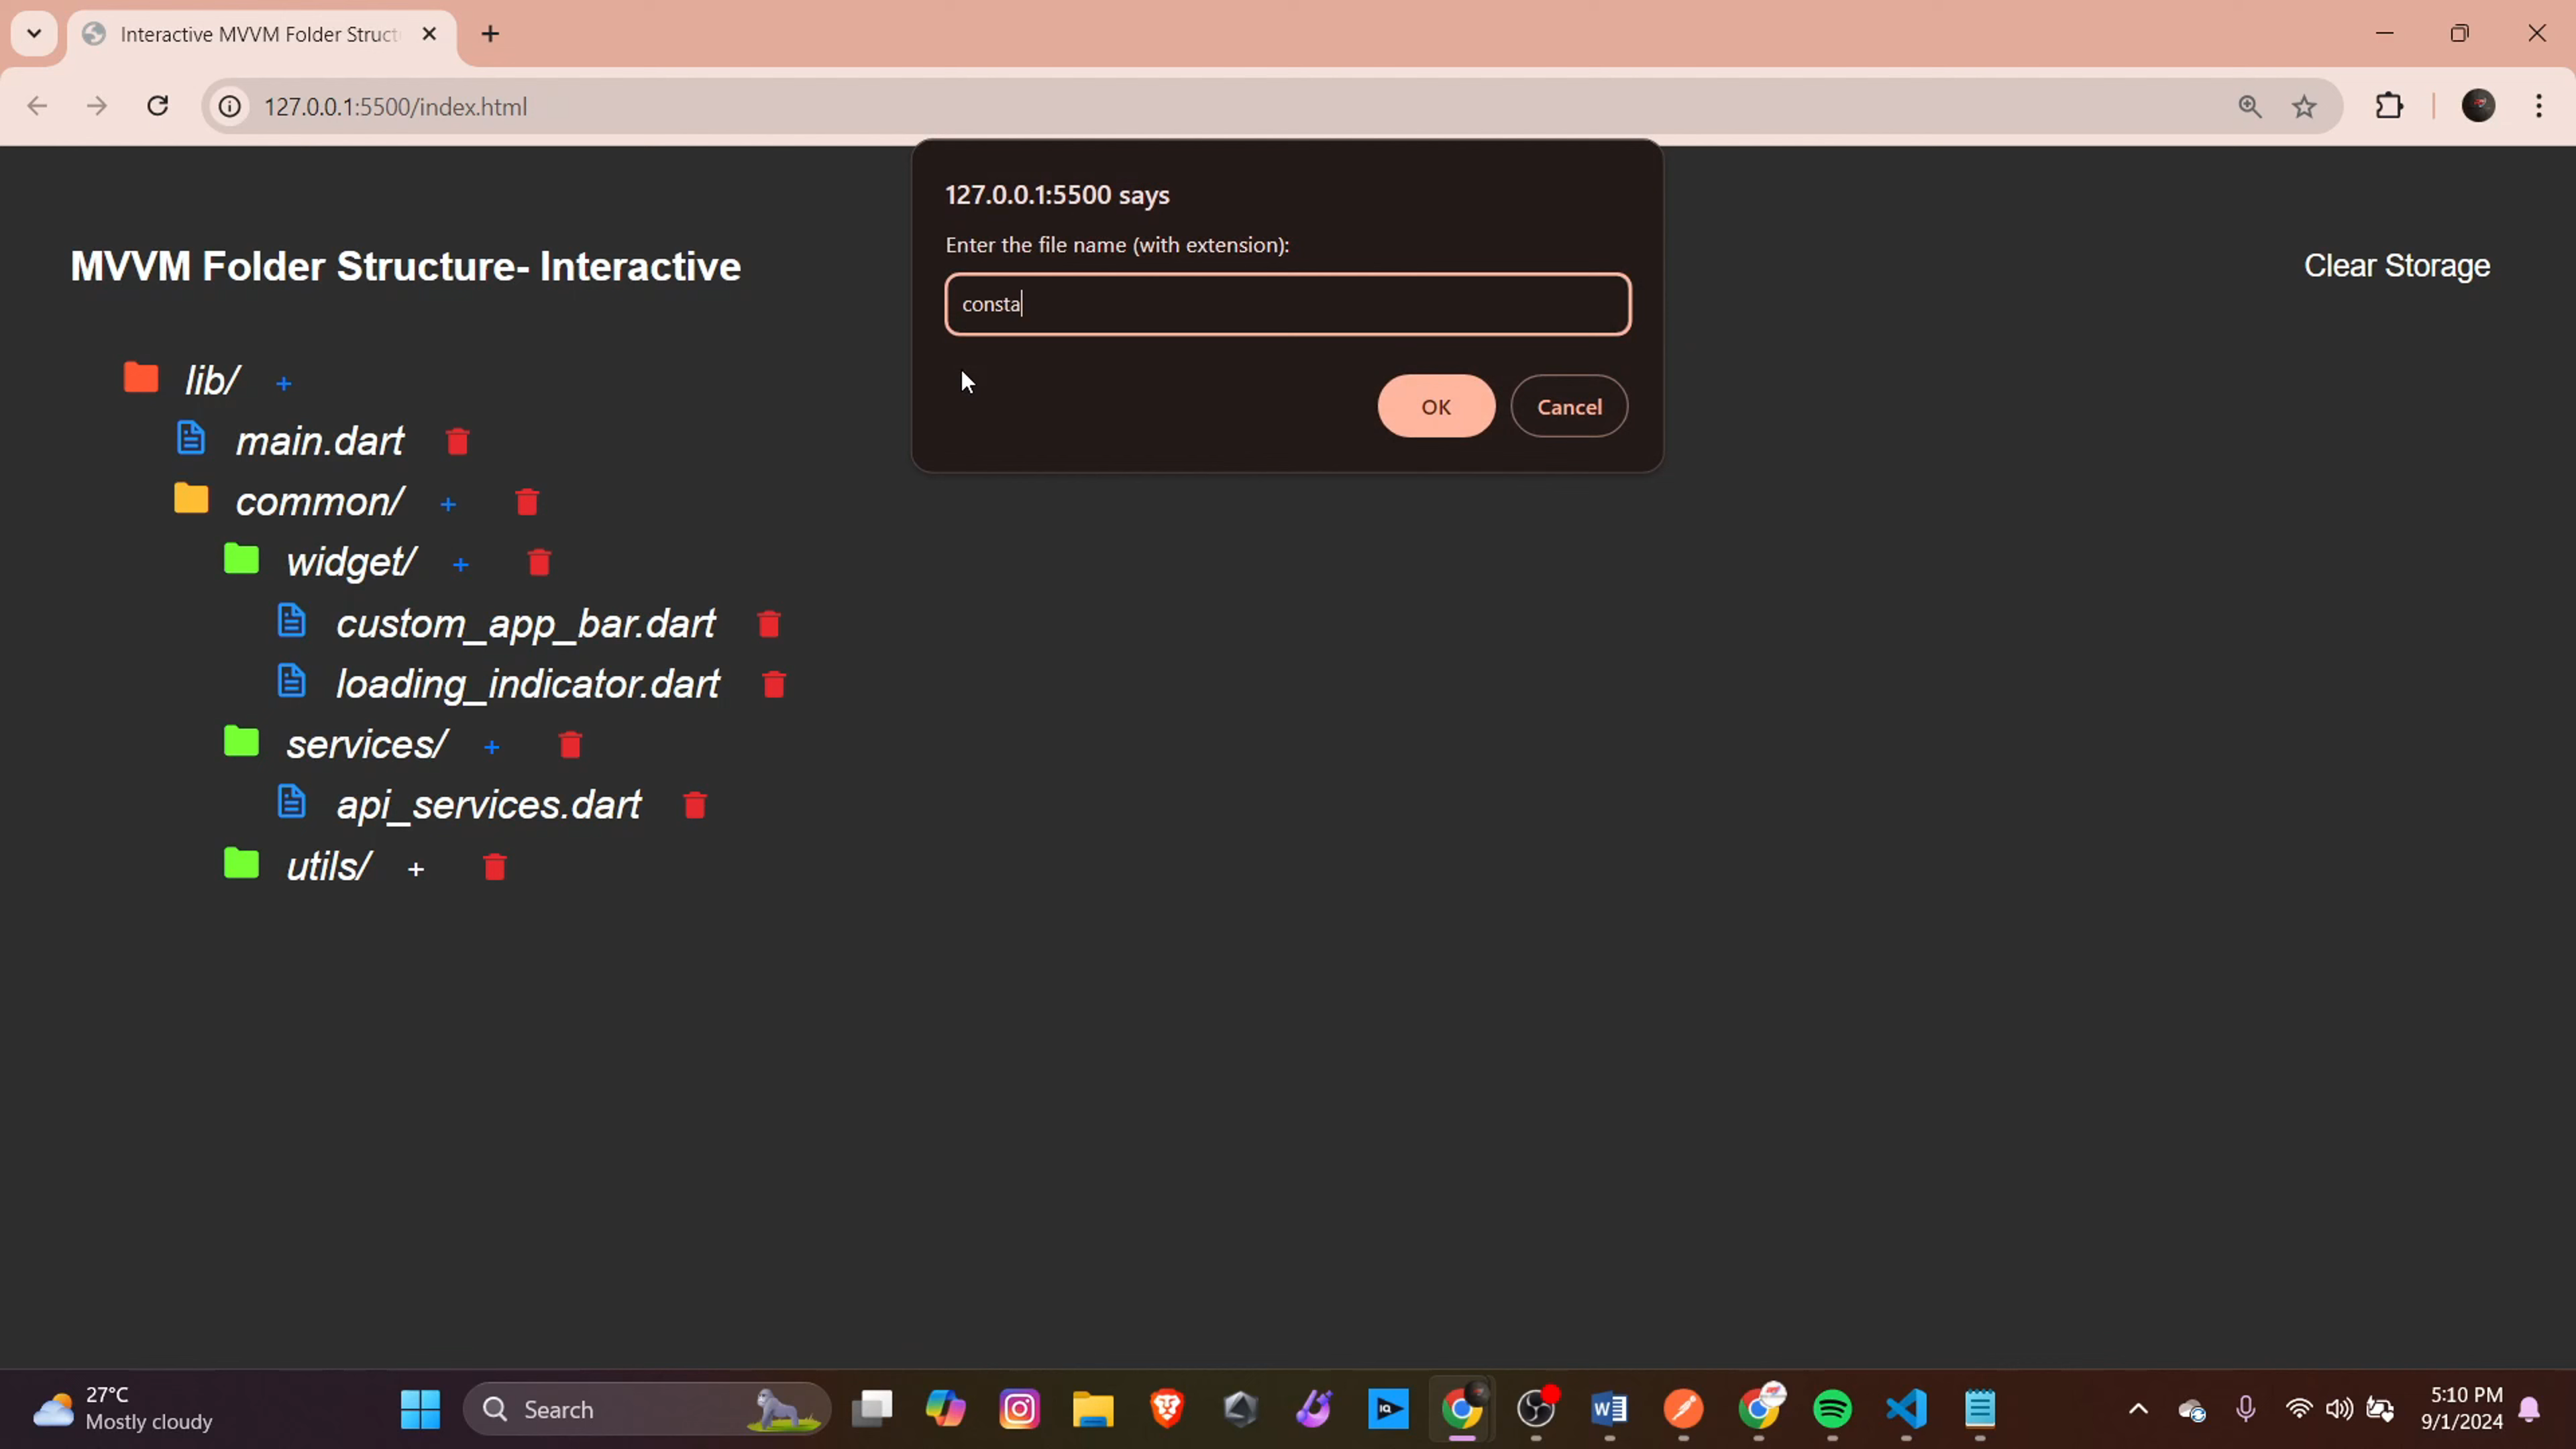 Interactive MVVM Folder Struct
127.0.0.1:5500/index.html
127.0.0.1:5500 says
Enter the file name (with extension):
consta
OK
Cancel
MVVM Folder Structure- Interactive
Clear Storage
lib/ +
main.dart
common/ +
widget/ +
custom_app_bar.dart
loading_indicator.dart
services/ +
api_services.dart
utils/ +
27°C
Mostly cloudy
Search
IQ
W
5:10 PM
9/1/2024